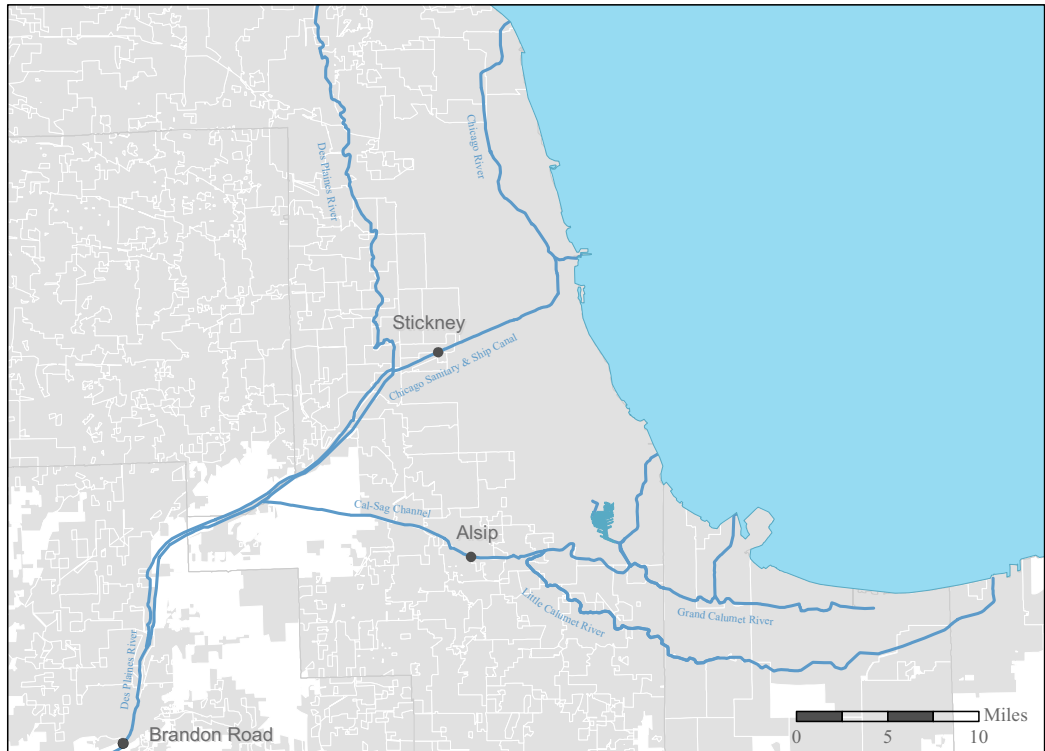 Chicago River
Des Plaines River
Stickney
Chicago Sanitary & Ship Canal
Cal-Sag Channel
Alsip
Little Calumet River
Grand Calumet River
Des Plaines River
Brandon Road
Miles
0 5 10